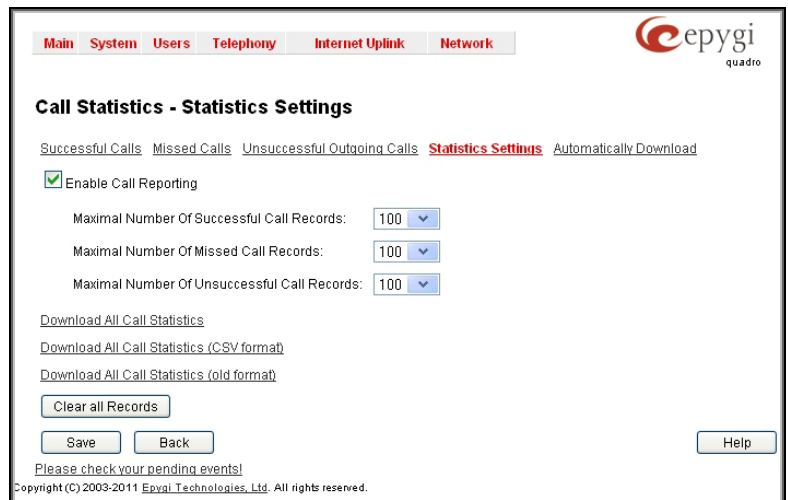 epygi
quadro
Main System Users Telephony Internet Uplink Network
Call Statistics - Statistics Settings
Successful Calls Missed Calls Unsuccessful Outgoing Calls Statistics Settings Automatically Download
Enable Call Reporting
Maximal Number Of Successful Call Records: 100
Maximal Number Of Missed Call Records: 100
Maximal Number Of Unsuccessful Call Records: 100
Download All Call Statistics
Download All Call Statistics (CSV format)
Download All Call Statistics (old format)
Clear all Records
Save Back Help
Please check your pending events!
Copyright (C) 2003-2011 Epygi Technologies, Ltd. All rights reserved.